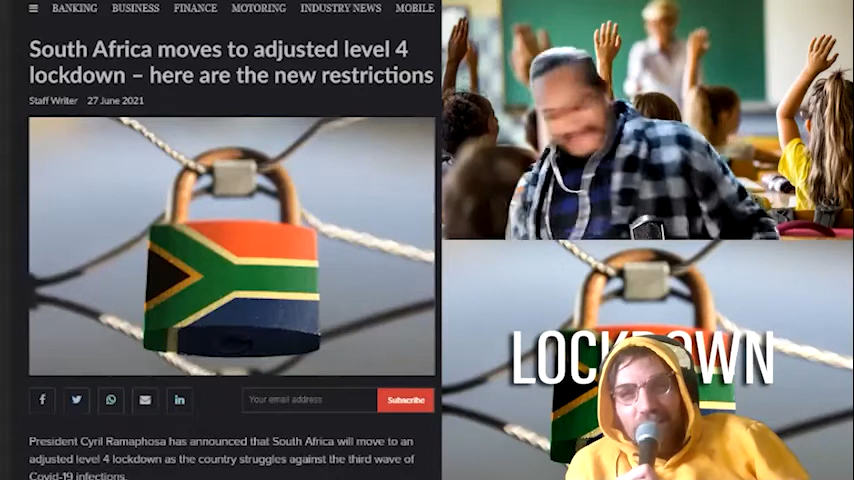 BANKING BUSINESS FINANCE MOTORING INDUSTRY NEWS MOBILE
South Africa moves to adjusted level 4
lockdown – here are the new restrictions
Staff Writer 27 June 2021
Your email address Subscribe
President Cyril Ramaphosa has announced that South Africa will move to an
adjusted level 4 lockdown as the country struggles against the third wave of
Covid-19 infections.
LOCKDOWN